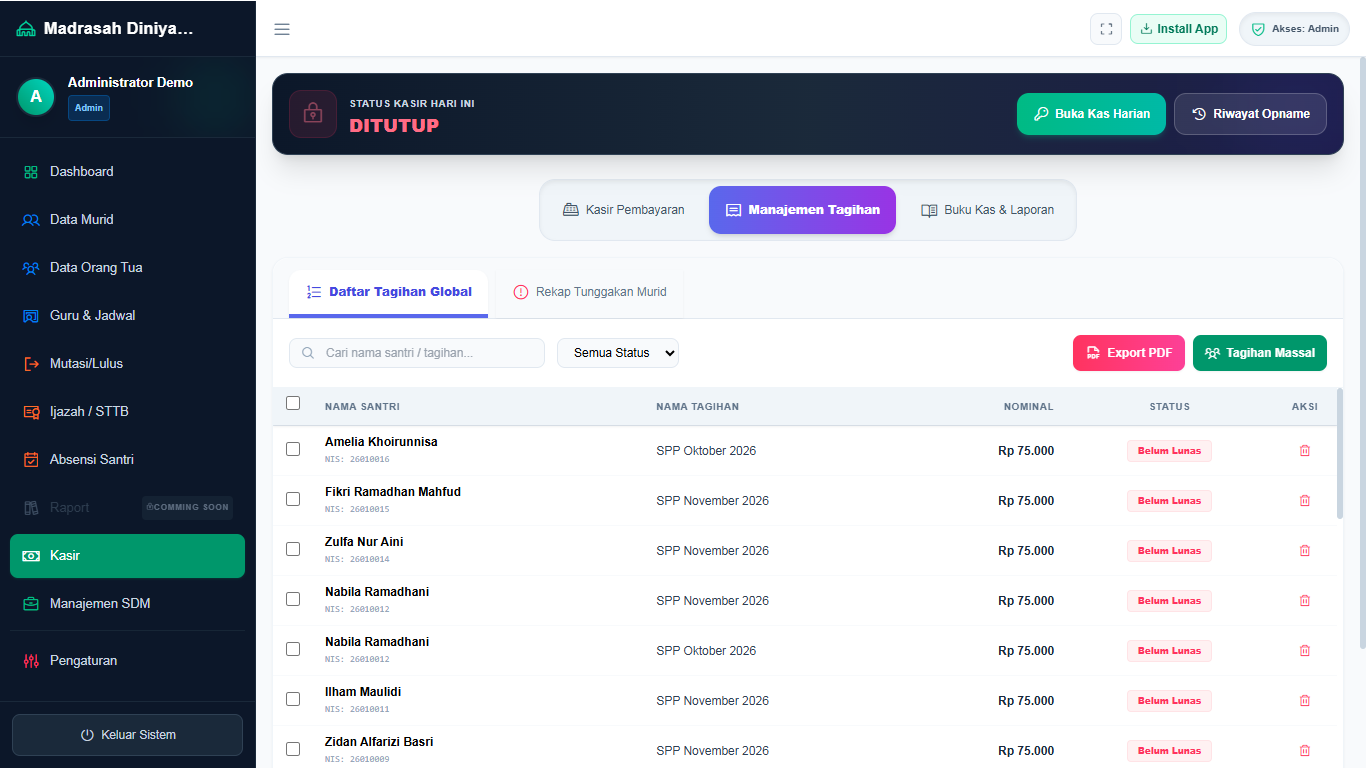 Madrasah Diniya...
A
Administrator Demo
Admin
Dashboard
Data Murid
Data Orang Tua
Guru & Jadwal
Mutasi/Lulus
Ijazah / STTB
Absensi Santri
Raport
COMMING SOON
Kasir
Manajemen SDM
Pengaturan
Keluar Sistem
Install App
Akses: Admin
STATUS KASIR HARI INI
DITUTUP
Buka Kas Harian
Riwayat Opname
Kasir Pembayaran
Manajemen Tagihan
Buku Kas & Laporan
Daftar Tagihan Global
Rekap Tunggakan Murid
Cari nama santri / tagihan...
Semua Status
Export PDF
Tagihan Massal
NAMA SANTRI NAMA TAGIHAN NOMINAL STATUS AKSI
Amelia Khoirunnisa
NIS: 26010016
SPP Oktober 2026 Rp 75.000 Belum Lunas
Fikri Ramadhan Mahfud
NIS: 26010015
SPP November 2026 Rp 75.000 Belum Lunas
Zulfa Nur Aini
NIS: 26010014
SPP November 2026 Rp 75.000 Belum Lunas
Nabila Ramadhani
NIS: 26010012
SPP November 2026 Rp 75.000 Belum Lunas
Nabila Ramadhani
NIS: 26010012
SPP Oktober 2026 Rp 75.000 Belum Lunas
Ilham Maulidi
NIS: 26010011
SPP November 2026 Rp 75.000 Belum Lunas
Zidan Alfarizi Basri
NIS: 26010009
SPP November 2026 Rp 75.000 Belum Lunas